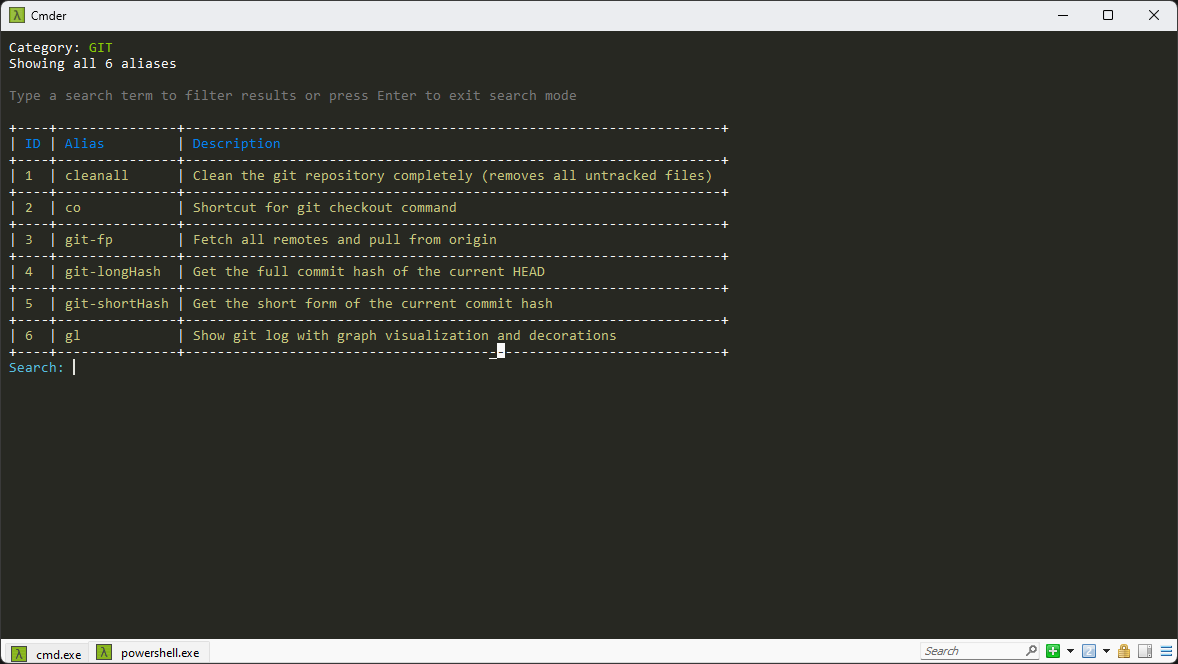 Cmder
Category: GIT
Showing all 6 aliases
Type a search term to filter results or press Enter to exit search mode
+----+---------------+-------------------------------------------------------------------+
| ID | Alias         | Description
+----+---------------+-------------------------------------------------------------------+
| 1  | cleanall      | Clean the git repository completely (removes all untracked files)
+----+---------------+-------------------------------------------------------------------+
| 2  | co            | Shortcut for git checkout command
+----+---------------+-------------------------------------------------------------------+
| 3  | git-fp        | Fetch all remotes and pull from origin
+----+---------------+-------------------------------------------------------------------+
| 4  | git-longHash  | Get the full commit hash of the current HEAD
+----+---------------+-------------------------------------------------------------------+
| 5  | git-shortHash | Get the short form of the current commit hash
+----+---------------+-------------------------------------------------------------------+
| 6  | gl            | Show git log with graph visualization and decorations
+----+---------------+-------------------------------------------------------------------+
Search:
cmd.exe powershell.exe Search